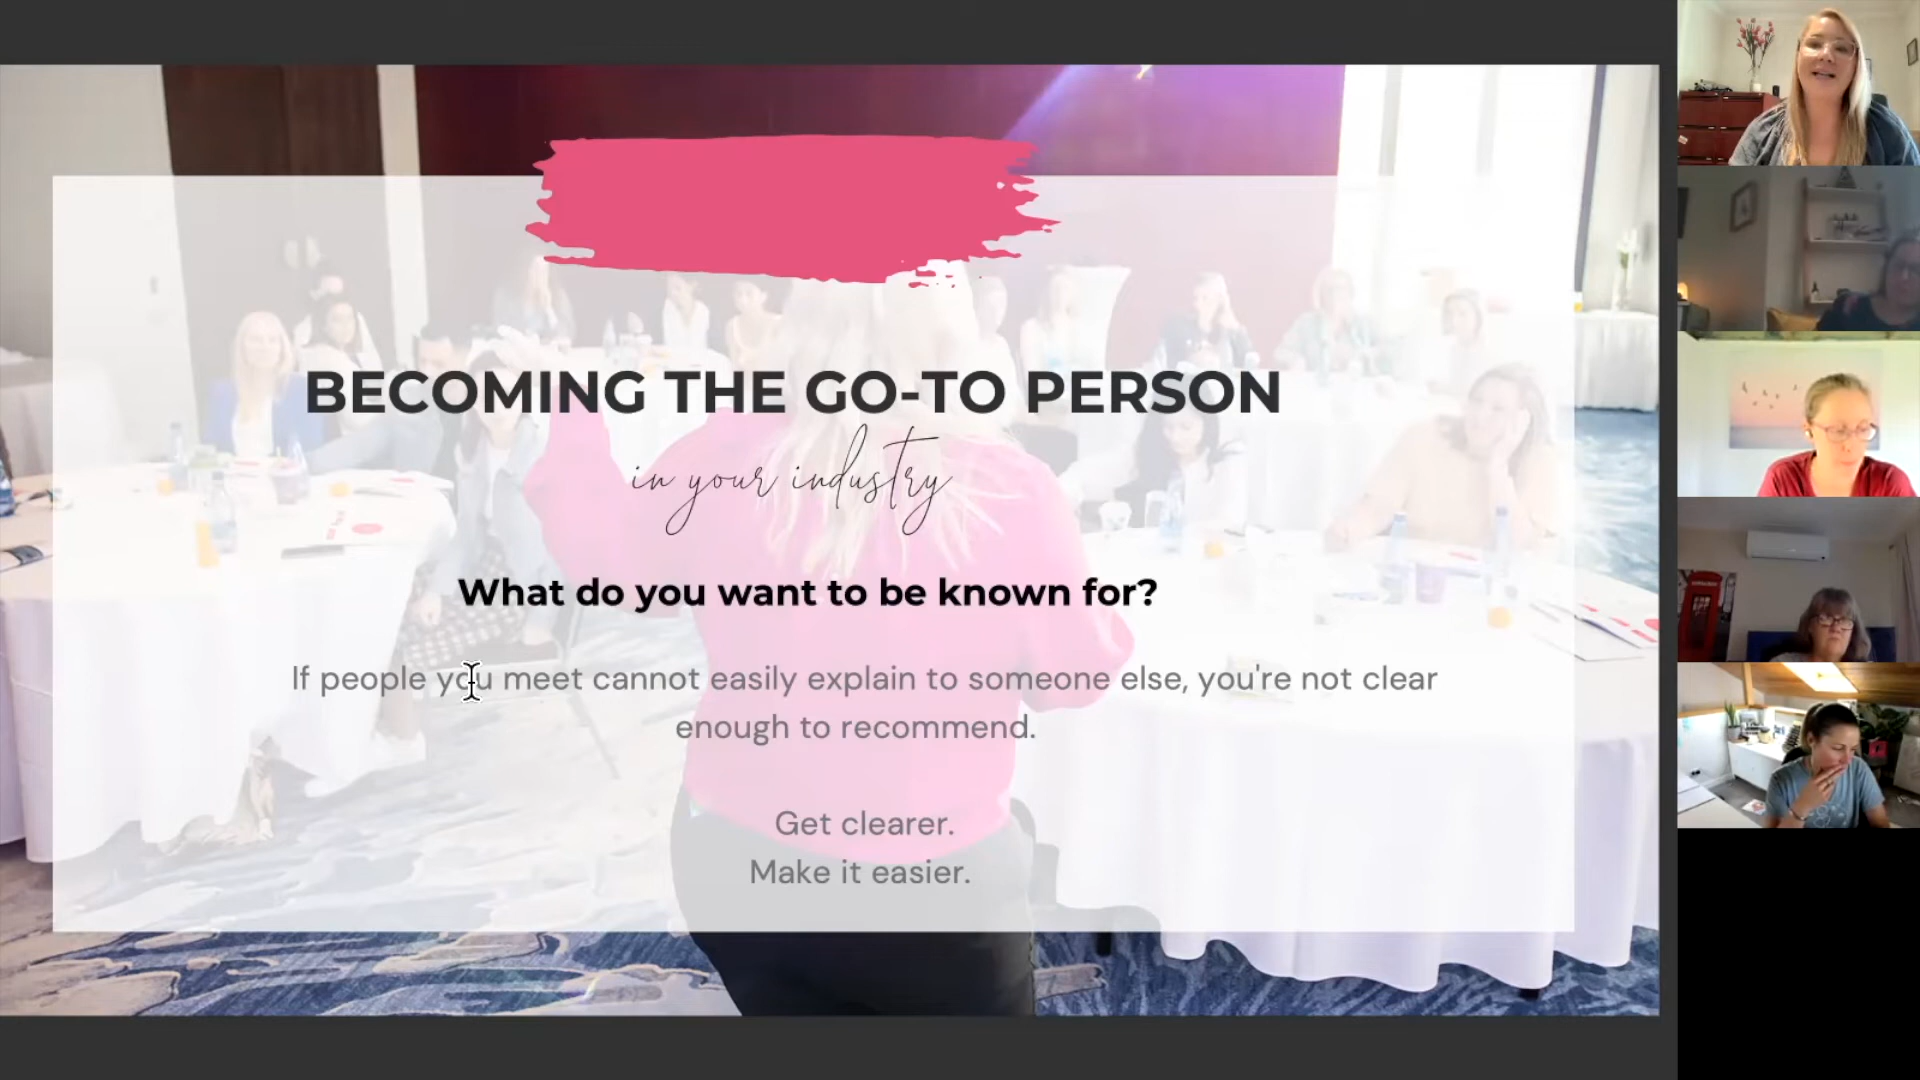 BECOMING THE GO-TO PERSON
in your industry
What do you want to be known for?
If people you meet cannot easily explain to someone else, you're not clear
enough to recommend.
Get clearer.
Make it easier.